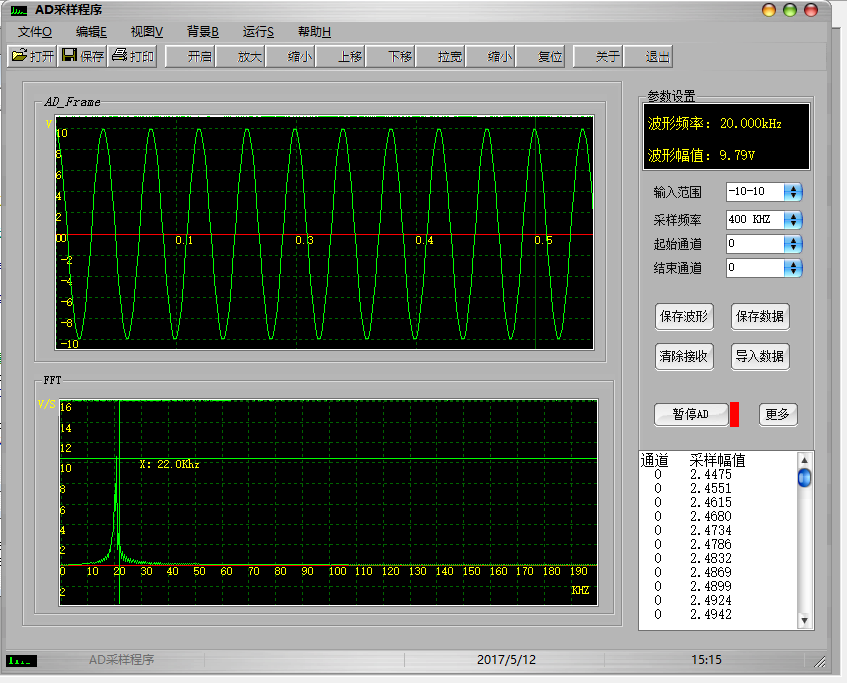 AD采样程序
文件O 编辑E 视图V 背景B 运行S 帮助H
打开 保存 打印 开启 放大 缩小 上移 下移 拉宽 缩小 复位 关于 退出
AD_Frame
V
10
8
6
4
2
00 0.1 0.3 0.4 0.5
-2
-4
-6
-8
-10
FFT
V/S
16
14
12
10
X: 22.0Khz
8
6
4
2
0 10 20 30 40 50 60 70 80 90 100 110 120 130 140 150 160 170 180 190
KHZ
2
参数设置
波形频率: 20.000kHz
波形幅值: 9.79V
输入范围 -10-10
采样频率 400 KHZ
起始通道 0
结束通道 0
保存波形 保存数据
清除接收 导入数据
暂停AD 更多
通道 采样幅值
0 2.4475
0 2.4551
0 2.4615
0 2.4680
0 2.4734
0 2.4786
0 2.4832
0 2.4869
0 2.4899
0 2.4924
0 2.4942
AD采样程序 2017/5/12 15:15